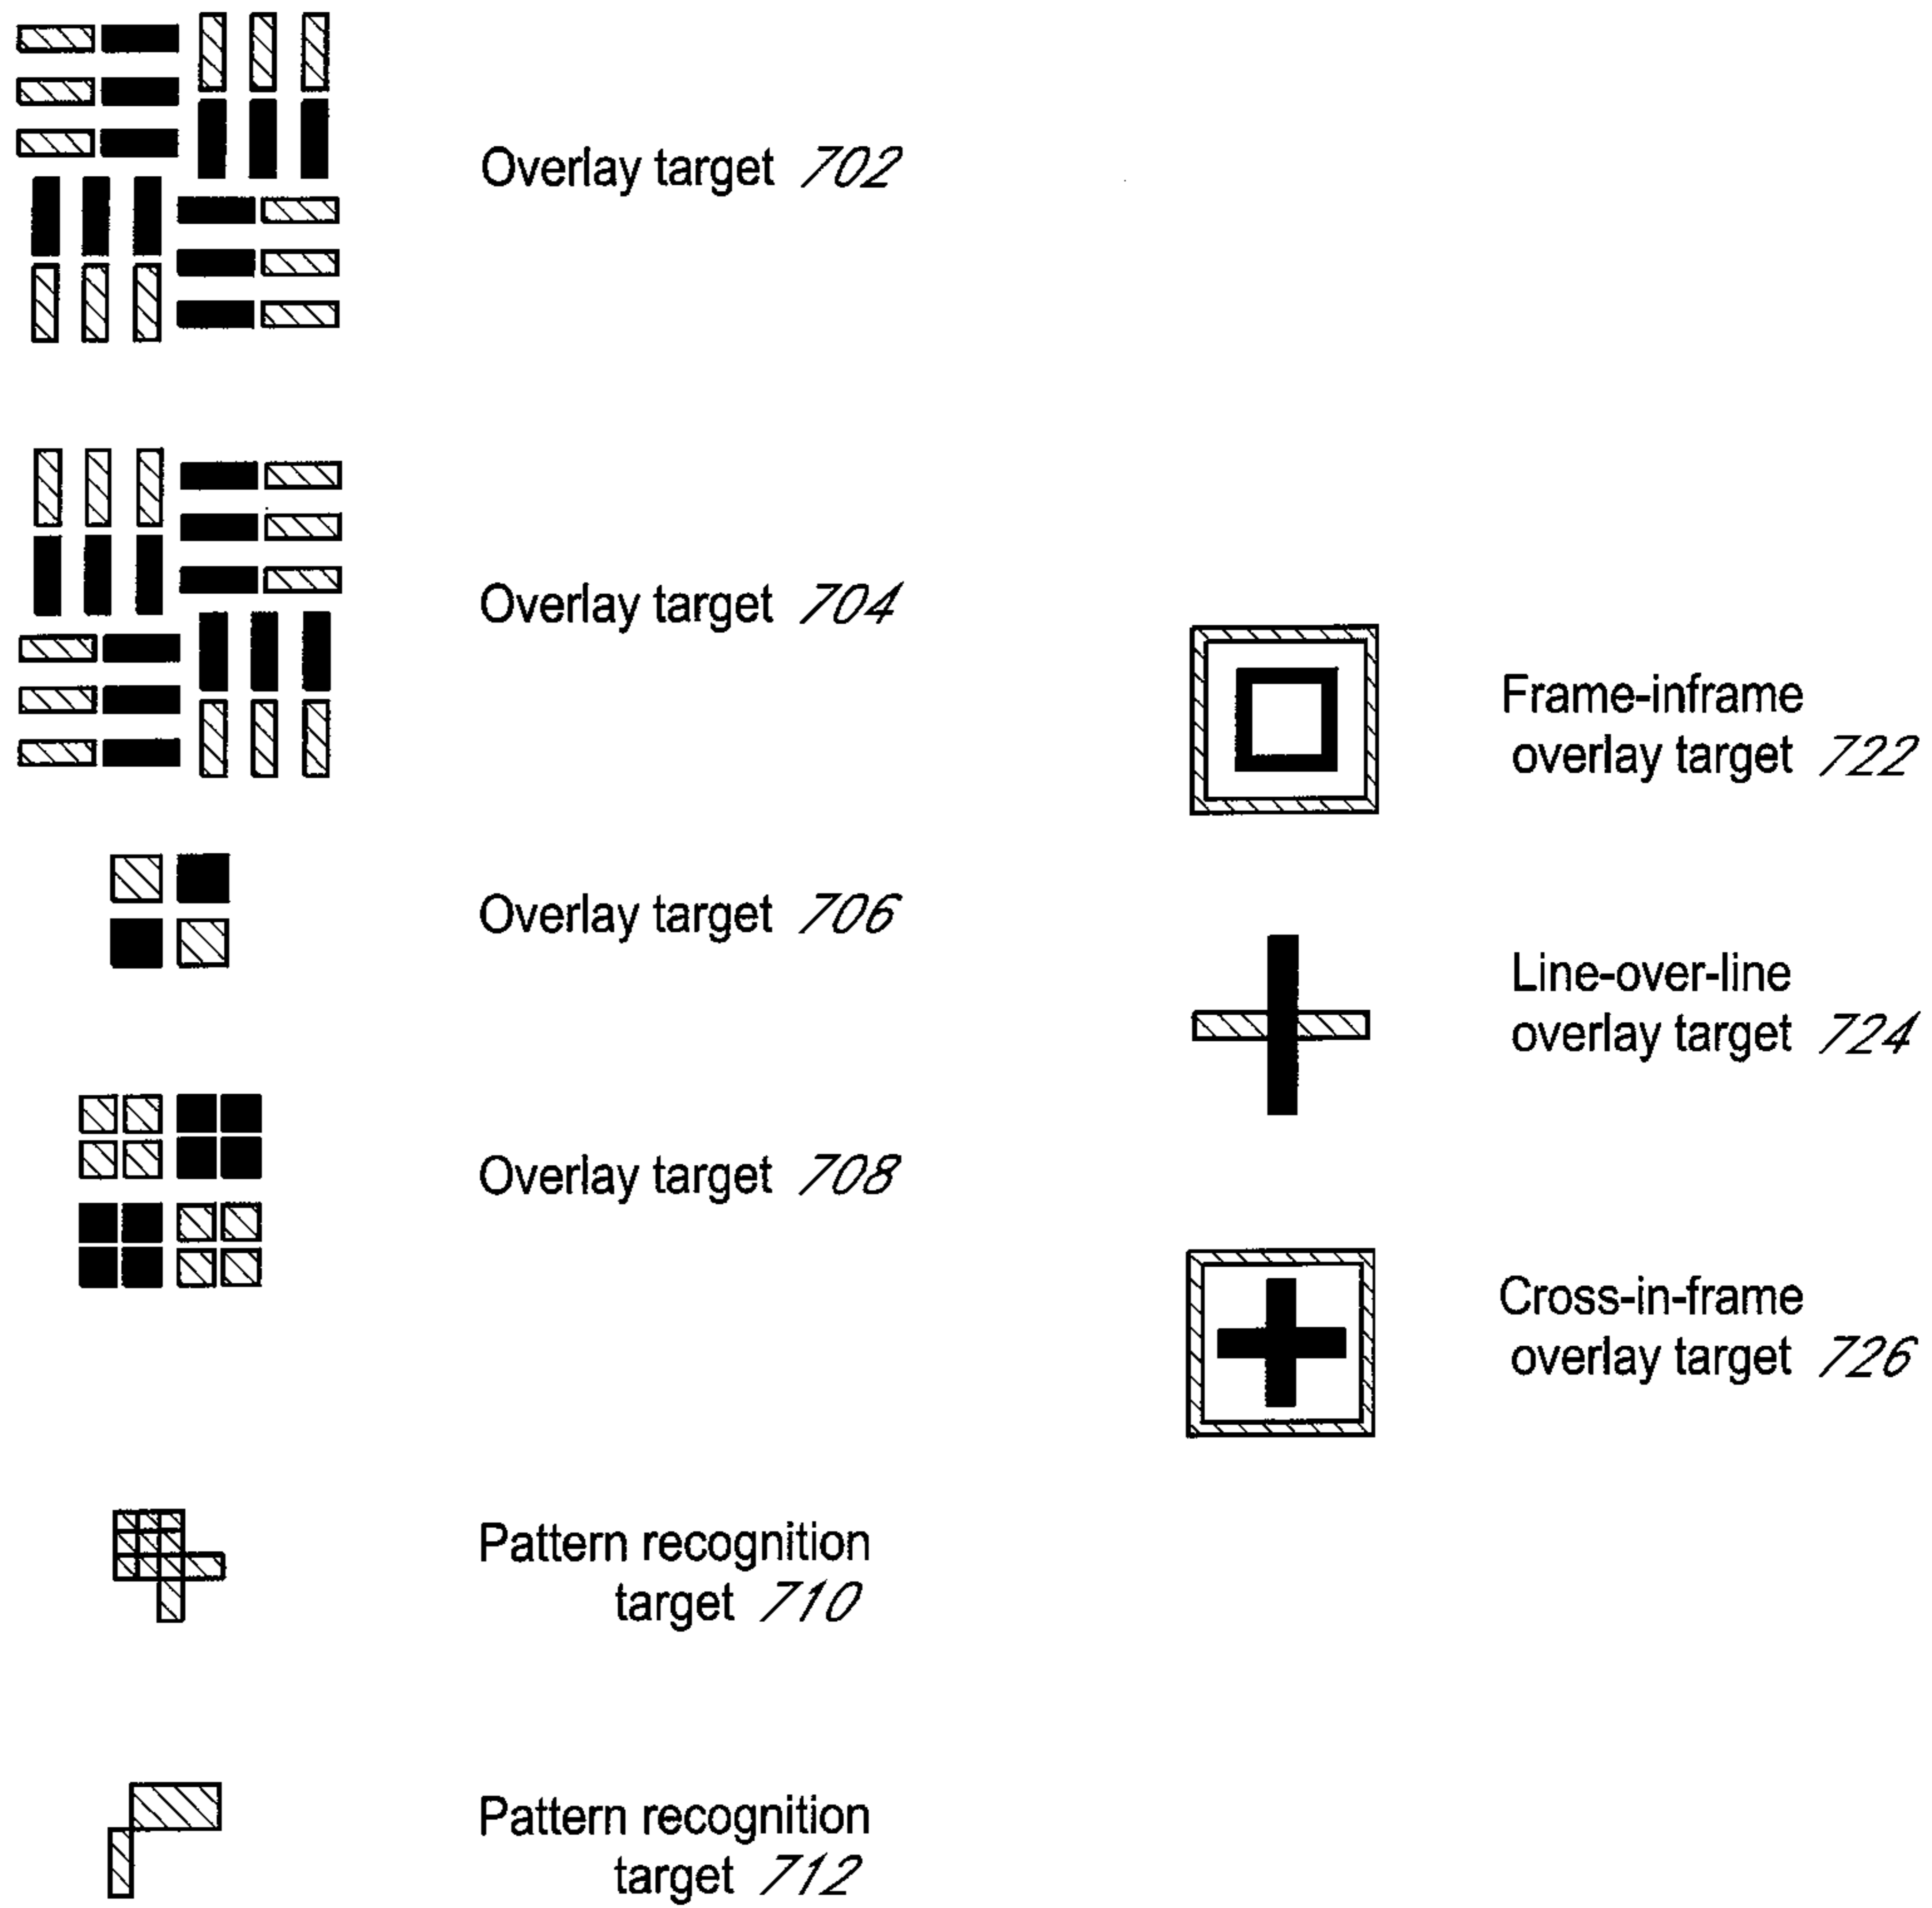 Overlay target 702
Overlay target 704
Overlay target 706
Overlay target 708
Pattern recognition
target 710
Pattern recognition
target 712
Frame-inframe
overlay target 722
Line-over-line
overlay target 724
Cross-in-frame
overlay target 726